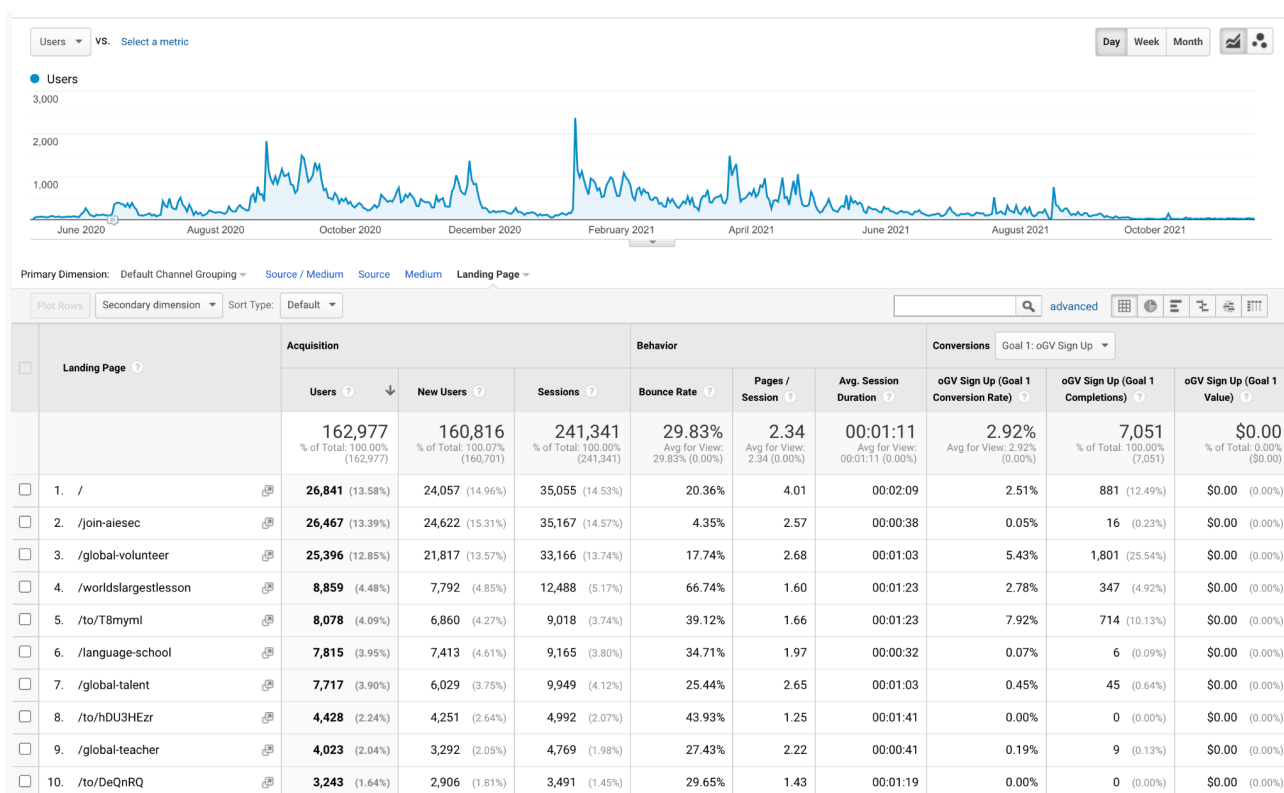 Users VS. Select a metric Day Week Month
Users
3,000
2,000
1,000
June 2020 August 2020 October 2020 December 2020 February 2021 April 2021 June 2021 August 2021 October 2021
Primary Dimension: Default Channel Grouping Source / Medium Source Medium Landing Page
Plot Rows Secondary dimension Sort Type: Default advanced
Landing Page ? Acquisition Behavior Conversions Goal 1: oGV Sign Up
Users ? New Users ? Sessions ? Bounce Rate ? Pages / Session ? Avg. Session Duration ? oGV Sign Up (Goal 1 Conversion Rate) ? oGV Sign Up (Goal 1 Completions) ? oGV Sign Up (Goal 1 Value) ?
162,977 160,816 241,341 29.83% 2.34 00:01:11 2.92% 7,051 $0.00
% of Total: 100.00% (162,977) % of Total: 100.07% (160,701) % of Total: 100.00% (241,341) Avg for View: 29.83% (0.00%) Avg for View: 2.34 (0.00%) Avg for View: 00:01:11 (0.00%) Avg for View: 2.92% (0.00%) % of Total: 100.00% (7,051) % of Total: 0.00% ($0.00)
1. / 26,841 (13.58%) 24,057 (14.96%) 35,055 (14.53%) 20.36% 4.01 00:02:09 2.51% 881 (12.49%) $0.00 (0.00%)
2. /join-aiesec 26,467 (13.39%) 24,622 (15.31%) 35,167 (14.57%) 4.35% 2.57 00:00:38 0.05% 16 (0.23%) $0.00 (0.00%)
3. /global-volunteer 25,396 (12.85%) 21,817 (13.57%) 33,166 (13.74%) 17.74% 2.68 00:01:03 5.43% 1,801 (25.54%) $0.00 (0.00%)
4. /worldslargestlesson 8,859 (4.48%) 7,792 (4.85%) 12,488 (5.17%) 66.74% 1.60 00:01:23 2.78% 347 (4.92%) $0.00 (0.00%)
5. /to/T8myml 8,078 (4.09%) 6,860 (4.27%) 9,018 (3.74%) 39.12% 1.66 00:01:23 7.92% 714 (10.13%) $0.00 (0.00%)
6. /language-school 7,815 (3.95%) 7,413 (4.61%) 9,165 (3.80%) 34.71% 1.97 00:00:32 0.07% 6 (0.09%) $0.00 (0.00%)
7. /global-talent 7,717 (3.90%) 6,029 (3.75%) 9,949 (4.12%) 25.44% 2.65 00:01:03 0.45% 45 (0.64%) $0.00 (0.00%)
8. /to/hDU3HEzr 4,428 (2.24%) 4,251 (2.64%) 4,992 (2.07%) 43.93% 1.25 00:01:41 0.00% 0 (0.00%) $0.00 (0.00%)
9. /global-teacher 4,023 (2.04%) 3,292 (2.05%) 4,769 (1.98%) 27.43% 2.22 00:00:41 0.19% 9 (0.13%) $0.00 (0.00%)
10. /to/DeQnRQ 3,243 (1.64%) 2,906 (1.81%) 3,491 (1.45%) 29.65% 1.43 00:01:19 0.00% 0 (0.00%) $0.00 (0.00%)